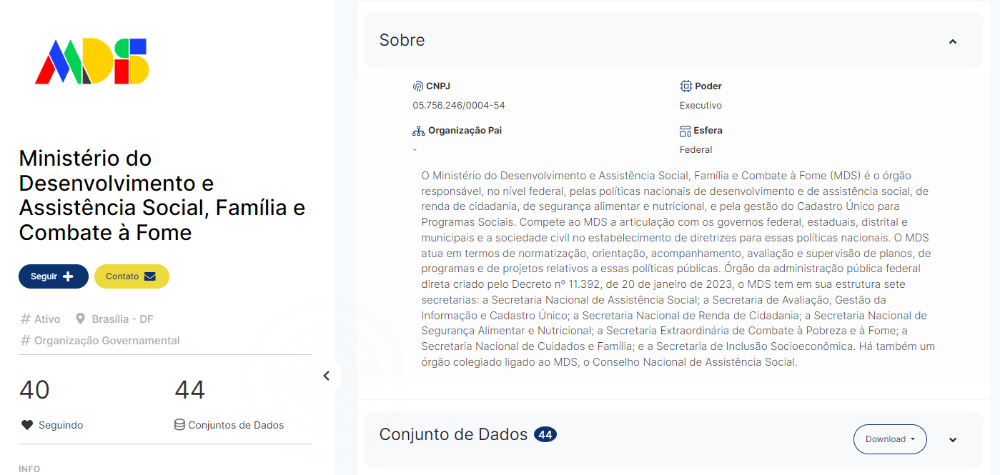 MDS
Ministério do
Desenvolvimento e
Assistência Social, Família e
Combate à Fome
Seguir
Contato
# Ativo
Brasília - DF
# Organização Governamental
40
Seguindo
44
Conjuntos de Dados
INFO
Sobre
CNPJ
05.756.246/0004-54
Poder
Executivo
Organização Pai
-
Esfera
Federal
O Ministério do Desenvolvimento e Assistência Social, Família e Combate à Fome (MDS) é o órgão
responsável, no nível federal, pelas políticas nacionais de desenvolvimento e de assistência social, de
renda de cidadania, de segurança alimentar e nutricional, e pela gestão do Cadastro Único para
Programas Sociais. Compete ao MDS a articulação com os governos federal, estaduais, distrital e
municipais e a sociedade civil no estabelecimento de diretrizes para essas políticas nacionais. O MDS
atua em termos de normatização, orientação, acompanhamento, avaliação e supervisão de planos, de
programas e de projetos relativos a essas políticas públicas. Órgão da administração pública federal
direta criado pelo Decreto nº 11.392, de 20 de janeiro de 2023, o MDS tem em sua estrutura sete
secretarias: a Secretaria Nacional de Assistência Social; a Secretaria de Avaliação, Gestão da
Informação e Cadastro Único; a Secretaria Nacional de Renda de Cidadania; a Secretaria Nacional de
Segurança Alimentar e Nutricional; a Secretaria Extraordinária de Combate à Pobreza e à Fome; a
Secretaria Nacional de Cuidados e Família; e a Secretaria de Inclusão Socioeconômica. Há também um
órgão colegiado ligado ao MDS, o Conselho Nacional de Assistência Social.
Conjunto de Dados 44
Download